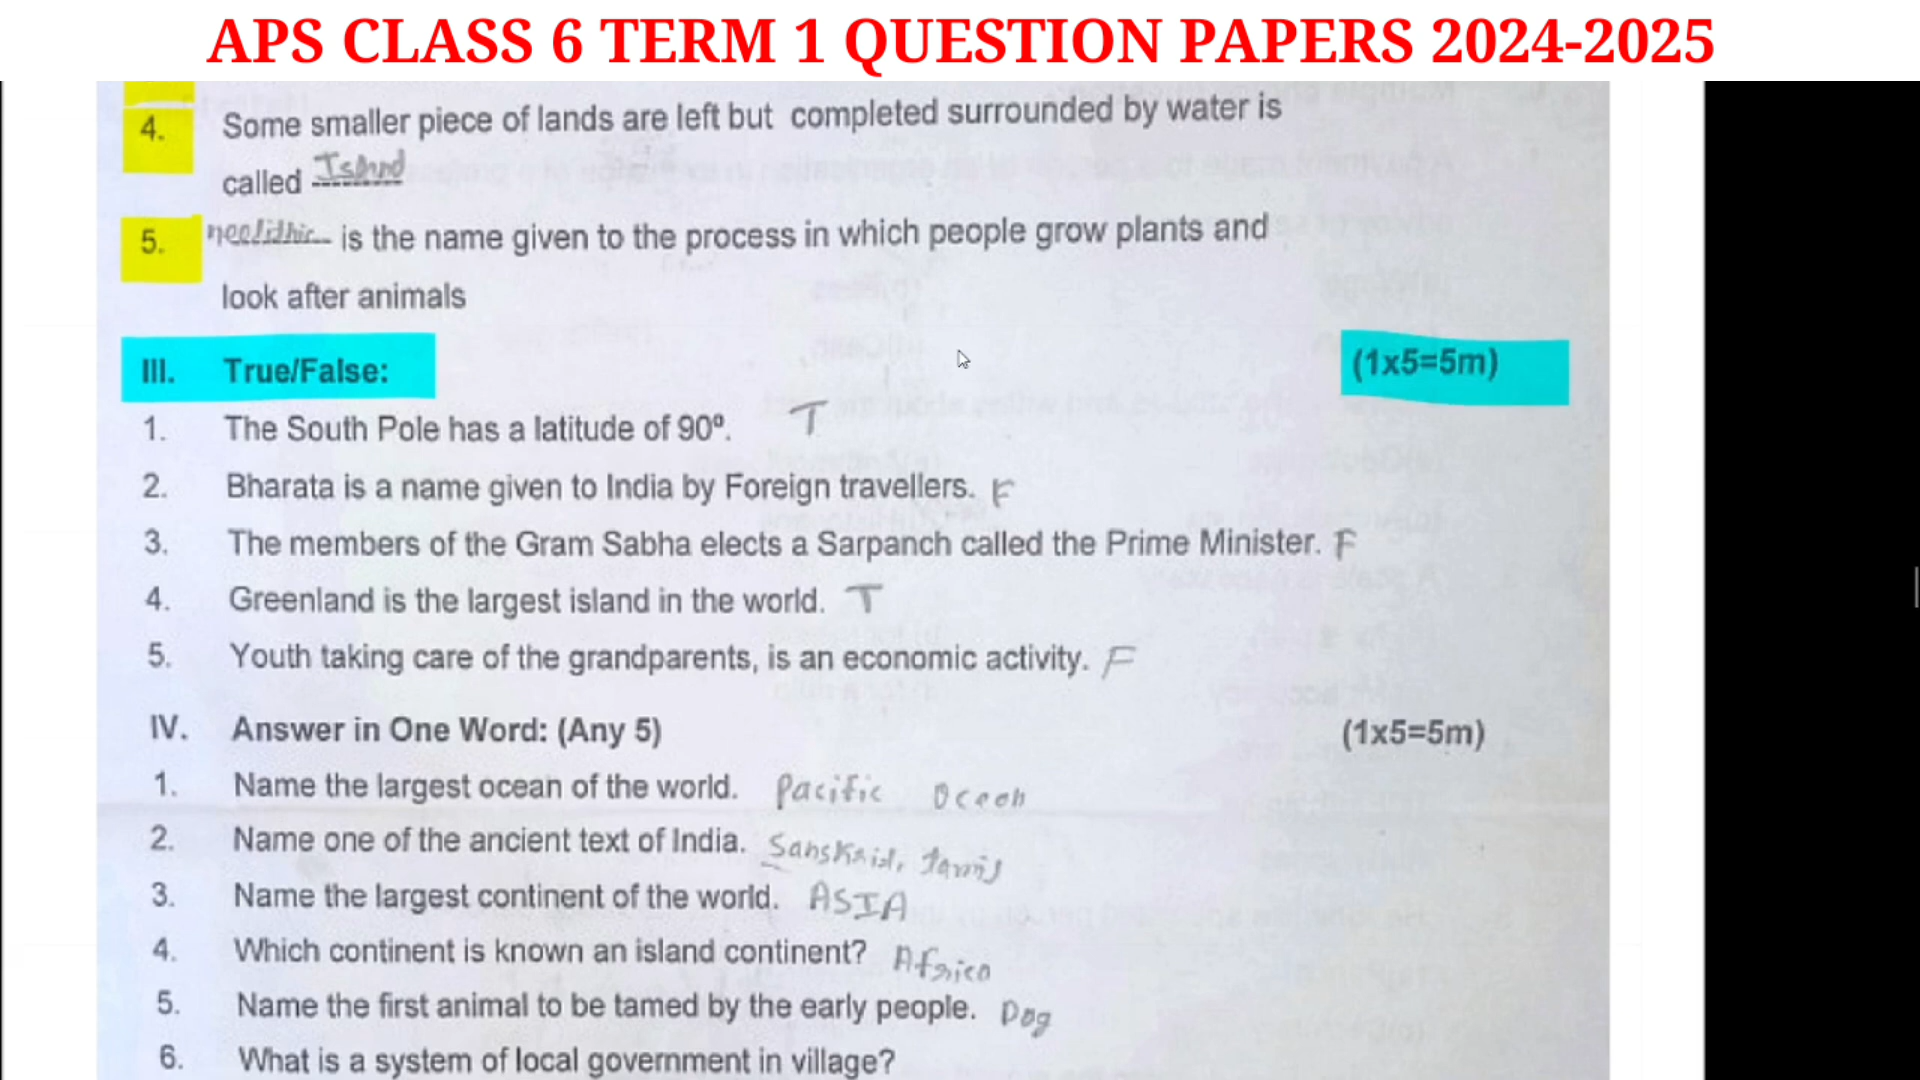 APS CLASS 6 TERM 1 QUESTION PAPERS 2024-2025
4. Some smaller piece of lands are left but completed surrounded by water is
called Island
5. neolithic is the name given to the process in which people grow plants and
look after animals
III. True/False: (1x5=5m)
1. The South Pole has a latitude of 90º. T
2. Bharata is a name given to India by Foreign travellers. F
3. The members of the Gram Sabha elects a Sarpanch called the Prime Minister. F
4. Greenland is the largest island in the world. T
5. Youth taking care of the grandparents, is an economic activity. F
IV. Answer in One Word: (Any 5) (1x5=5m)
1. Name the largest ocean of the world. Pacific Ocean
2. Name one of the ancient text of India. Sanskrit, tamil
3. Name the largest continent of the world. ASIA
4. Which continent is known an island continent? Africa
5. Name the first animal to be tamed by the early people. Dog
6. What is a system of local government in village?